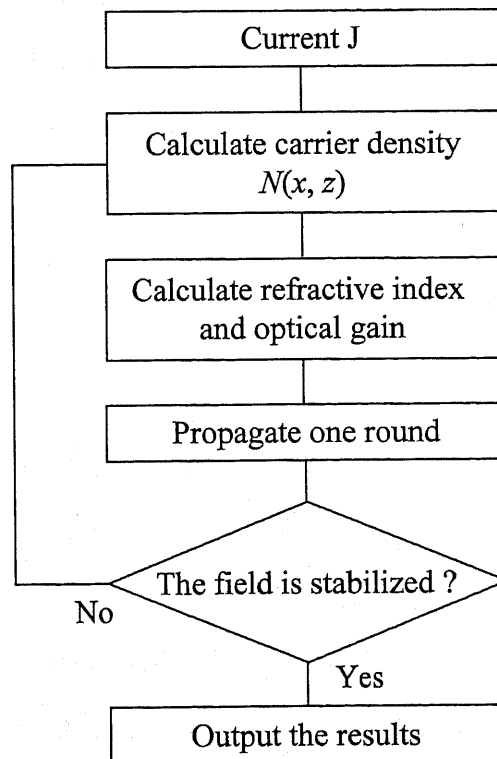 Current J
Calculate carrier density
N(x, z)
Calculate refractive index
and optical gain
Propagate one round
The field is stabilized ?
No
Yes
Output the results